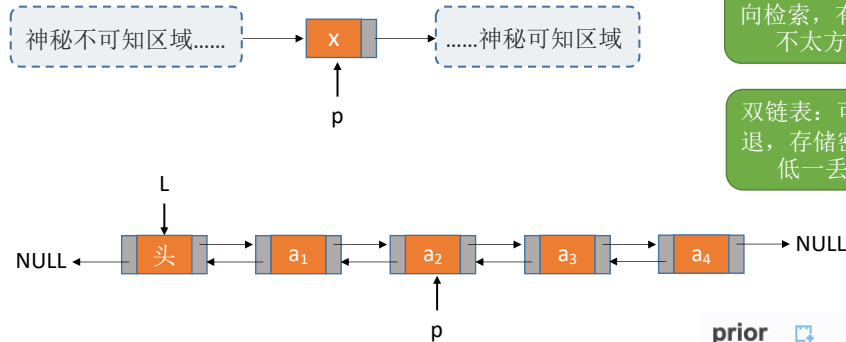 向检索，有
不太方
神秘不可知区域……
x
……神秘可知区域
p
双链表：可
退，存储密
低一丢
L
NULL
头
a₁
a₂
a₃
a₄
NULL
p
prior